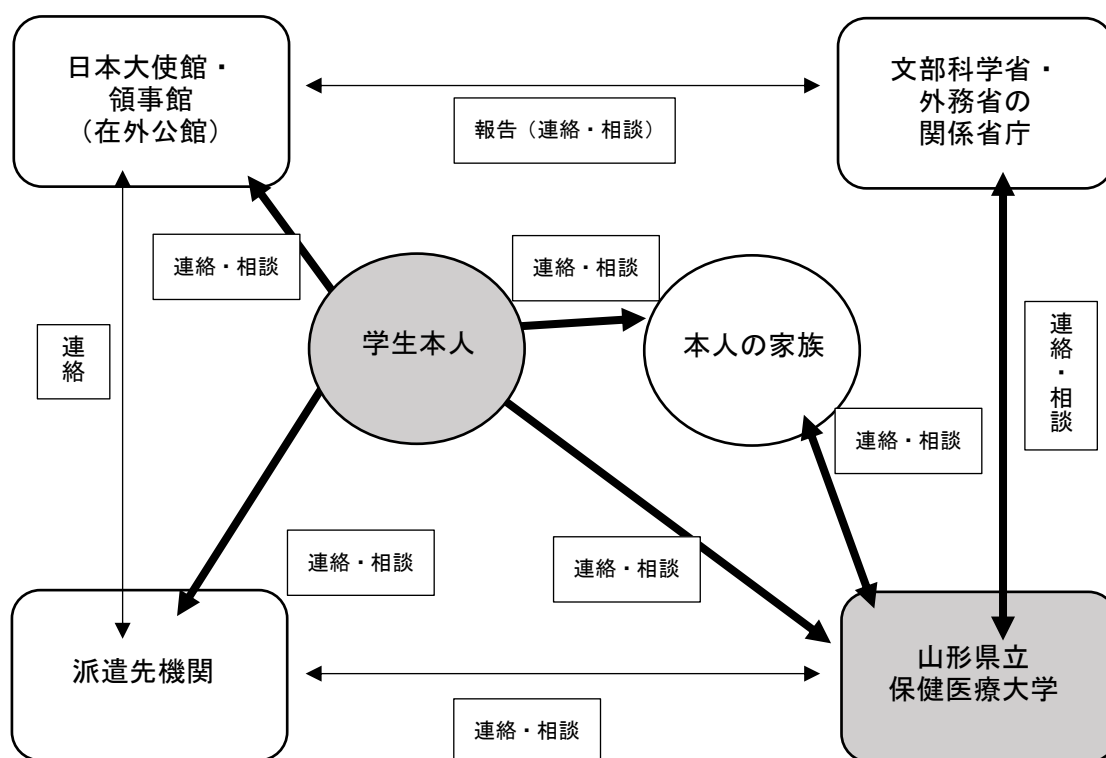 日本大使館・
領事館
（在外公館）
文部科学省・
外務省の
関係省庁
報告（連絡・相談）
連絡・相談
連絡・相談
連絡
学生本人
本人の家族
連絡・相談
連絡・相談
連絡・相談
連絡・相談
派遣先機関
山形県立
保健医療大学
連絡・相談